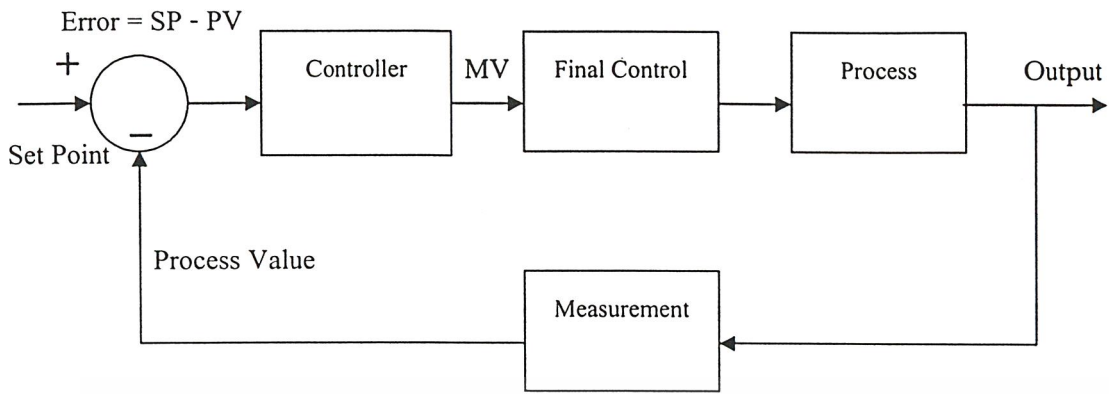 Error = SP - PV
+
Controller
MV
Final Control
Process
Output
−
Set Point
Process Value
Measurement